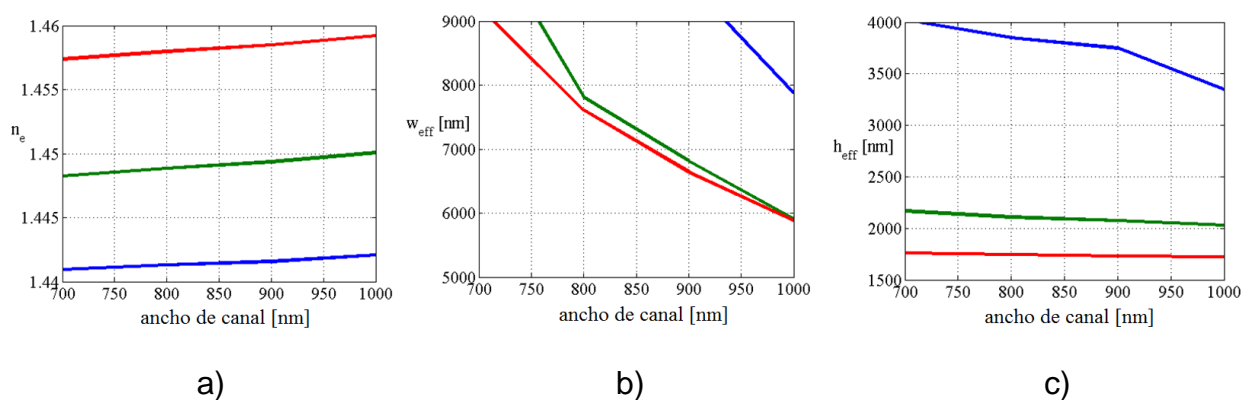 1.46
1.455
n_e
1.45
1.445
1.44
700 750 800 850 900 950 1000
ancho de canal [nm]
a)
9000
8000
w_eff [nm]
7000
6000
5000
700 750 800 850 900 950 1000
ancho de canal [nm]
b)
4000
3500
3000
h_eff [nm]
2500
2000
1500
700 750 800 850 900 950 1000
ancho de canal [nm]
c)